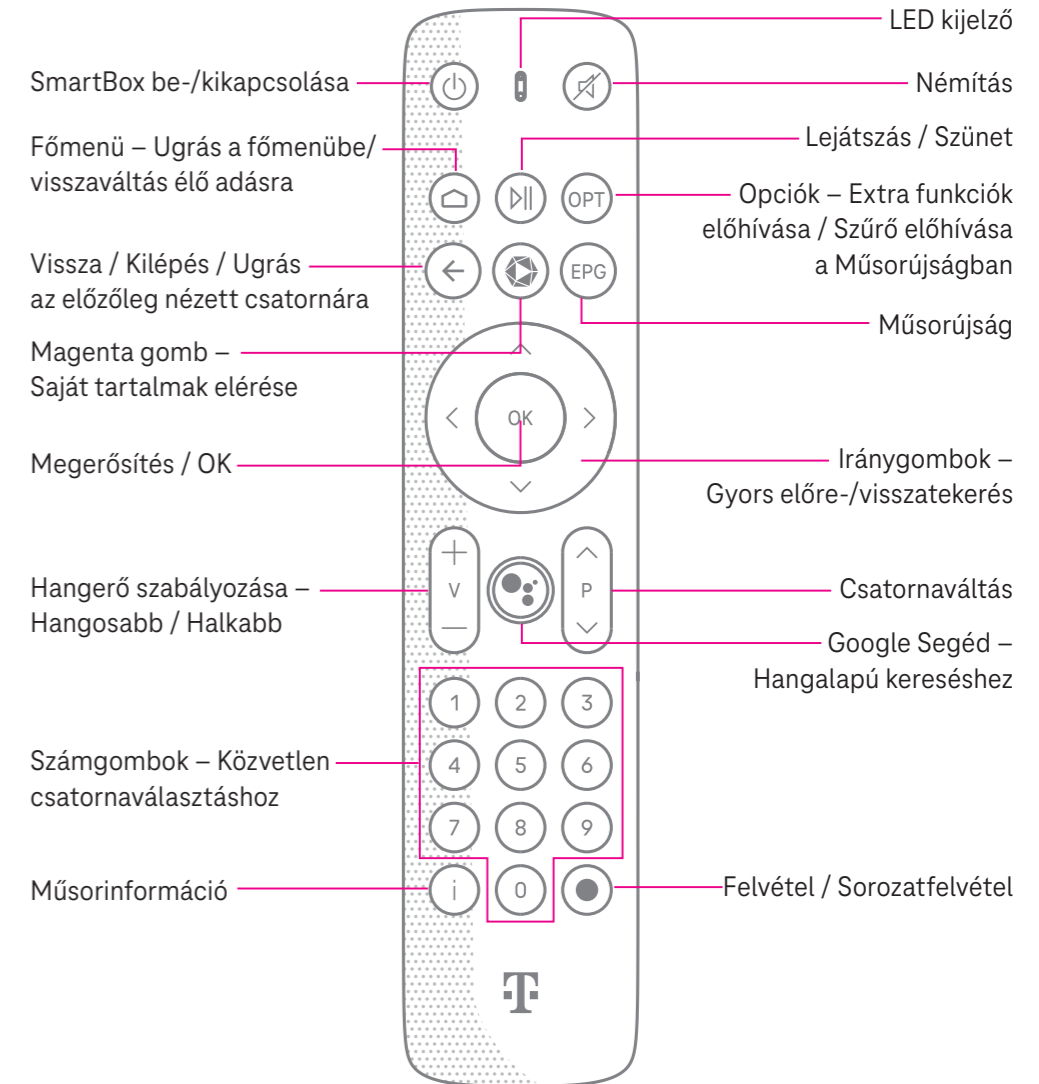 LED kijelző
SmartBox be-/kikapcsolása
Némítás
Főmenü – Ugrás a főmenübe/
visszaváltás élő adásra
Lejátszás / Szünet
OPT
Opciók – Extra funkciók
előhívása / Szűrő előhívása
a Műsorújságban
Vissza / Kilépés / Ugrás
az előzőleg nézett csatornára
EPG
Műsorújság
Magenta gomb –
Saját tartalmak elérése
OK
Megerősítés / OK
Iránygombok –
Gyors előre-/visszatekerés
Hangerő szabályozása –
Hangosabb / Halkabb
+
V
—
P
Csatornaváltás
Google Segéd –
Hangalapú kereséshez
1 2 3
Számgombok – Közvetlen
csatornaválasztáshoz
4 5 6
7 8 9
Műsorinformáció
i 0
Felvétel / Sorozatfelvétel
T